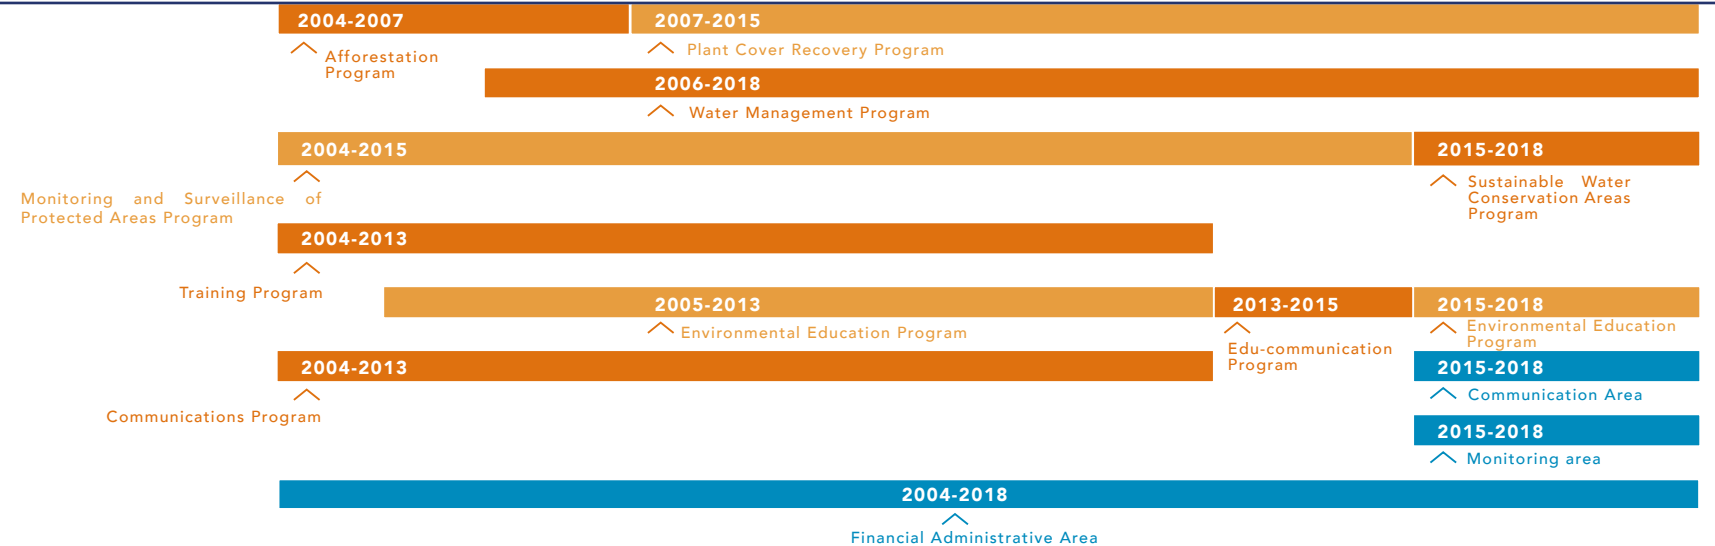 2004-2007
2007-2015
Afforestation
Program
Plant Cover Recovery Program
2006-2018
Water Management Program
2004-2015
2015-2018
Monitoring and Surveillance of
Protected Areas Program
Sustainable Water
Conservation Areas
Program
2004-2013
Training Program
2005-2013
2013-2015
2015-2018
Environmental Education Program
Edu-communication
Program
Environmental Education
Program
2004-2013
2015-2018
Communications Program
Communication Area
2015-2018
Monitoring area
2004-2018
Financial Administrative Area